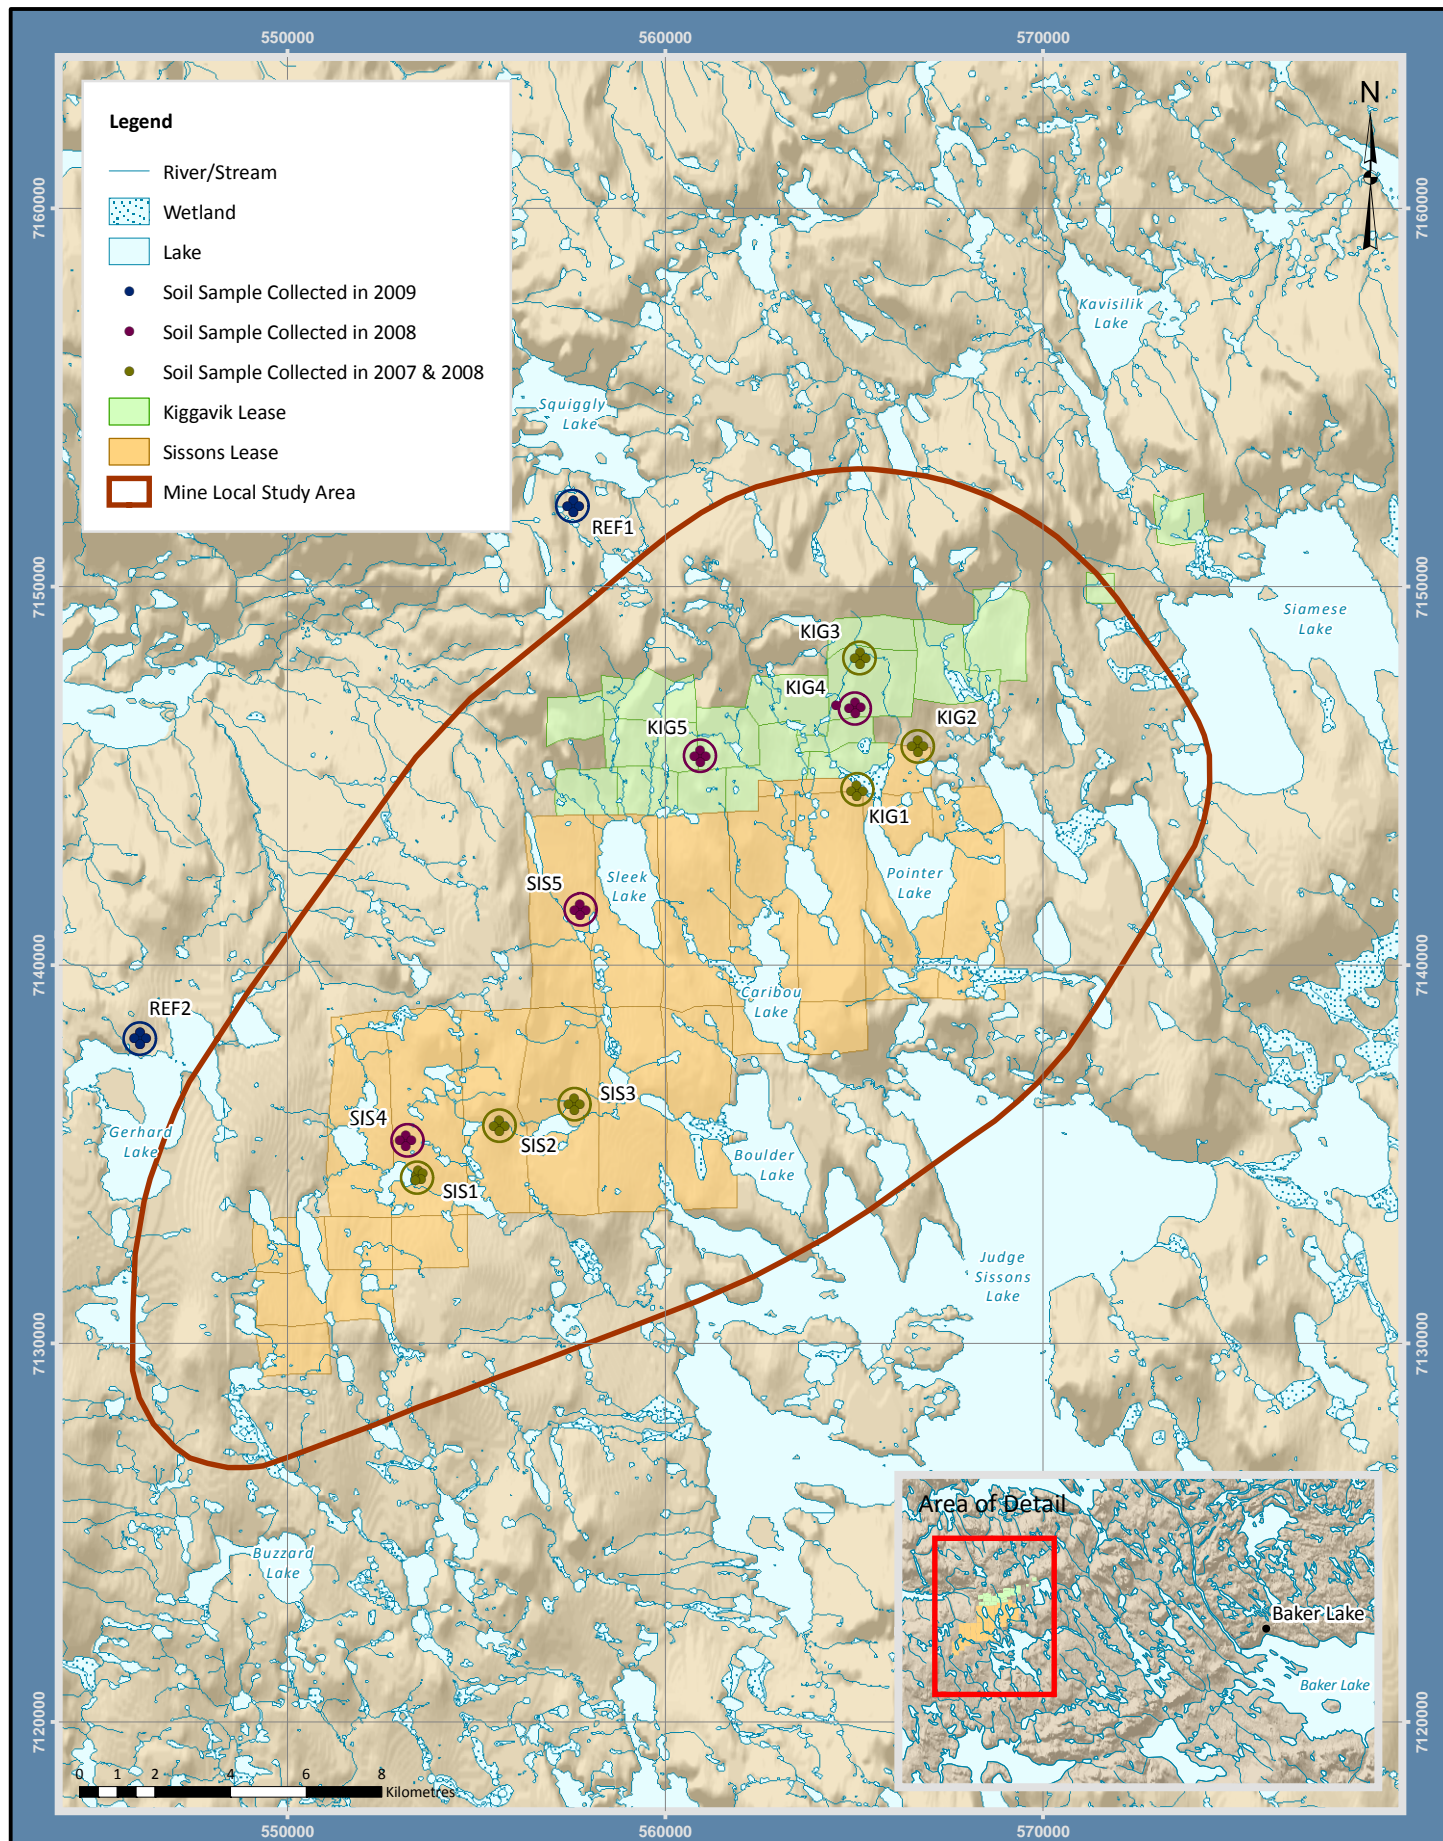 550000
560000
570000
N
Legend
River/Stream
Wetland
Lake
Soil Sample Collected in 2009
Soil Sample Collected in 2008
Soil Sample Collected in 2007 & 2008
Kiggavik Lease
Sissons Lease
Mine Local Study Area
7160000
7160000
Kavisilik
Lake
Squiggly
Lake
REF1
7150000
7150000
Siamese
Lake
KIG3
KIG4
KIG2
KIG5
KIG1
Sleek
Lake
Pointer
Lake
SIS5
7140000
7140000
Caribou
Lake
REF2
SIS3
SIS4
SIS2
Gerhard
Lake
Boulder
Lake
SIS1
Judge
Sissons
Lake
7130000
7130000
Area of Detail
Buzzard
Lake
Baker Lake
Baker Lake
7120000
7120000
0 1 2 4 6 8
Kilometres
550000
560000
570000